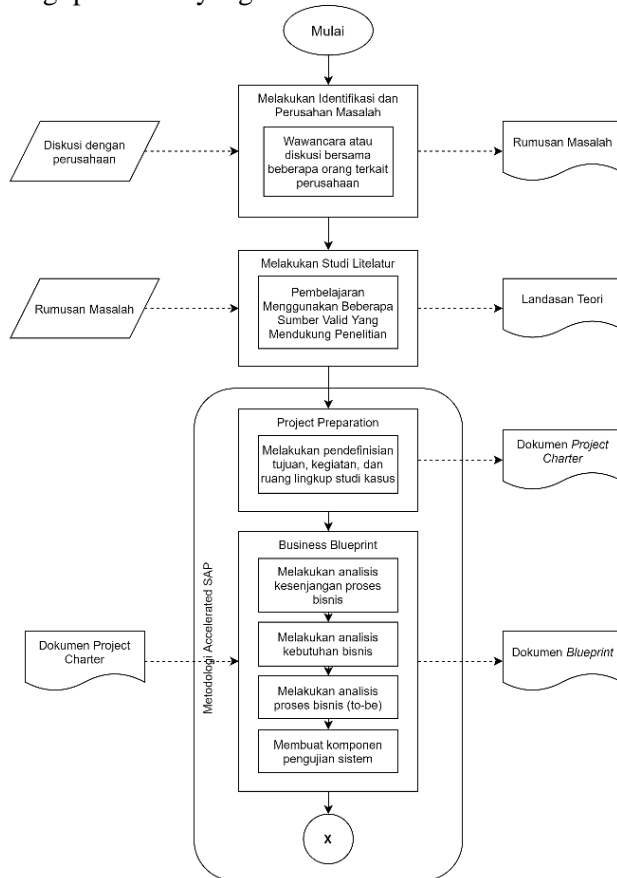 Mulai
Melakukan Identifikasi dan
Perusahan Masalah
Diskusi dengan
perusahaan
Wawancara atau
diskusi bersama
beberapa orang terkait
perusahaan
Rumusan Masalah
Melakukan Studi Litelatur
Rumusan Masalah
Pembelajaran
Menggunakan Beberapa
Sumber Valid Yang
Mendukung Penelitian
Landasan Teori
Metodologi Accelerated SAP
Project Preparation
Melakukan pendefinisian
tujuan, kegiatan, dan
ruang lingkup studi kasus
Dokumen Project
Charter
Business Blueprint
Dokumen Project
Charter
Melakukan analisis
kesenjangan proses
bisnis
Melakukan analisis
kebutuhan bisnis
Melakukan analisis
proses bisnis (to-be)
Membuat komponen
pengujian sistem
Dokumen Blueprint
X